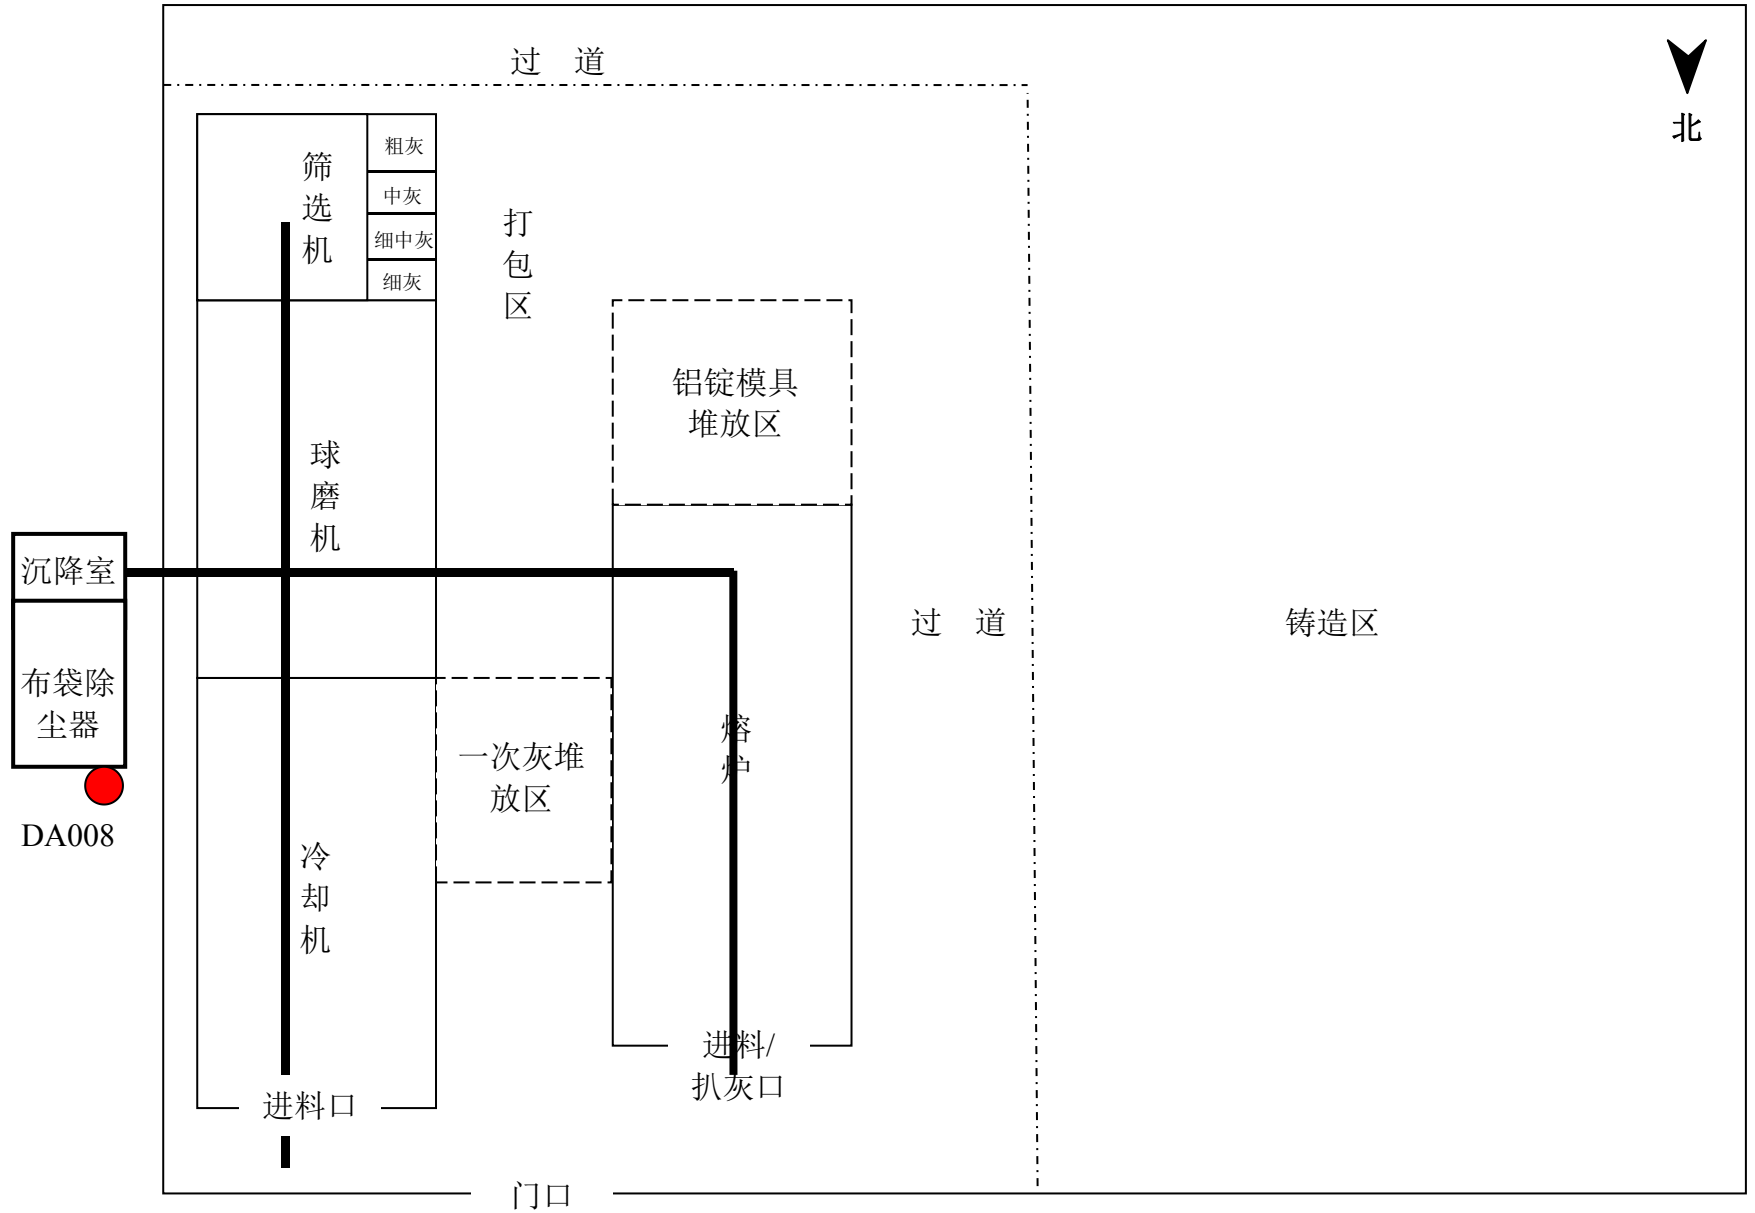 过 道
北
筛选机
粗灰
中灰
细中灰
细灰
打包区
铝锭模具
堆放区
球磨机
沉降室
布袋除
尘器
DA008
过 道
铸造区
熔炉
一次灰堆
放区
冷却机
进料/
扒灰口
进料口
门口